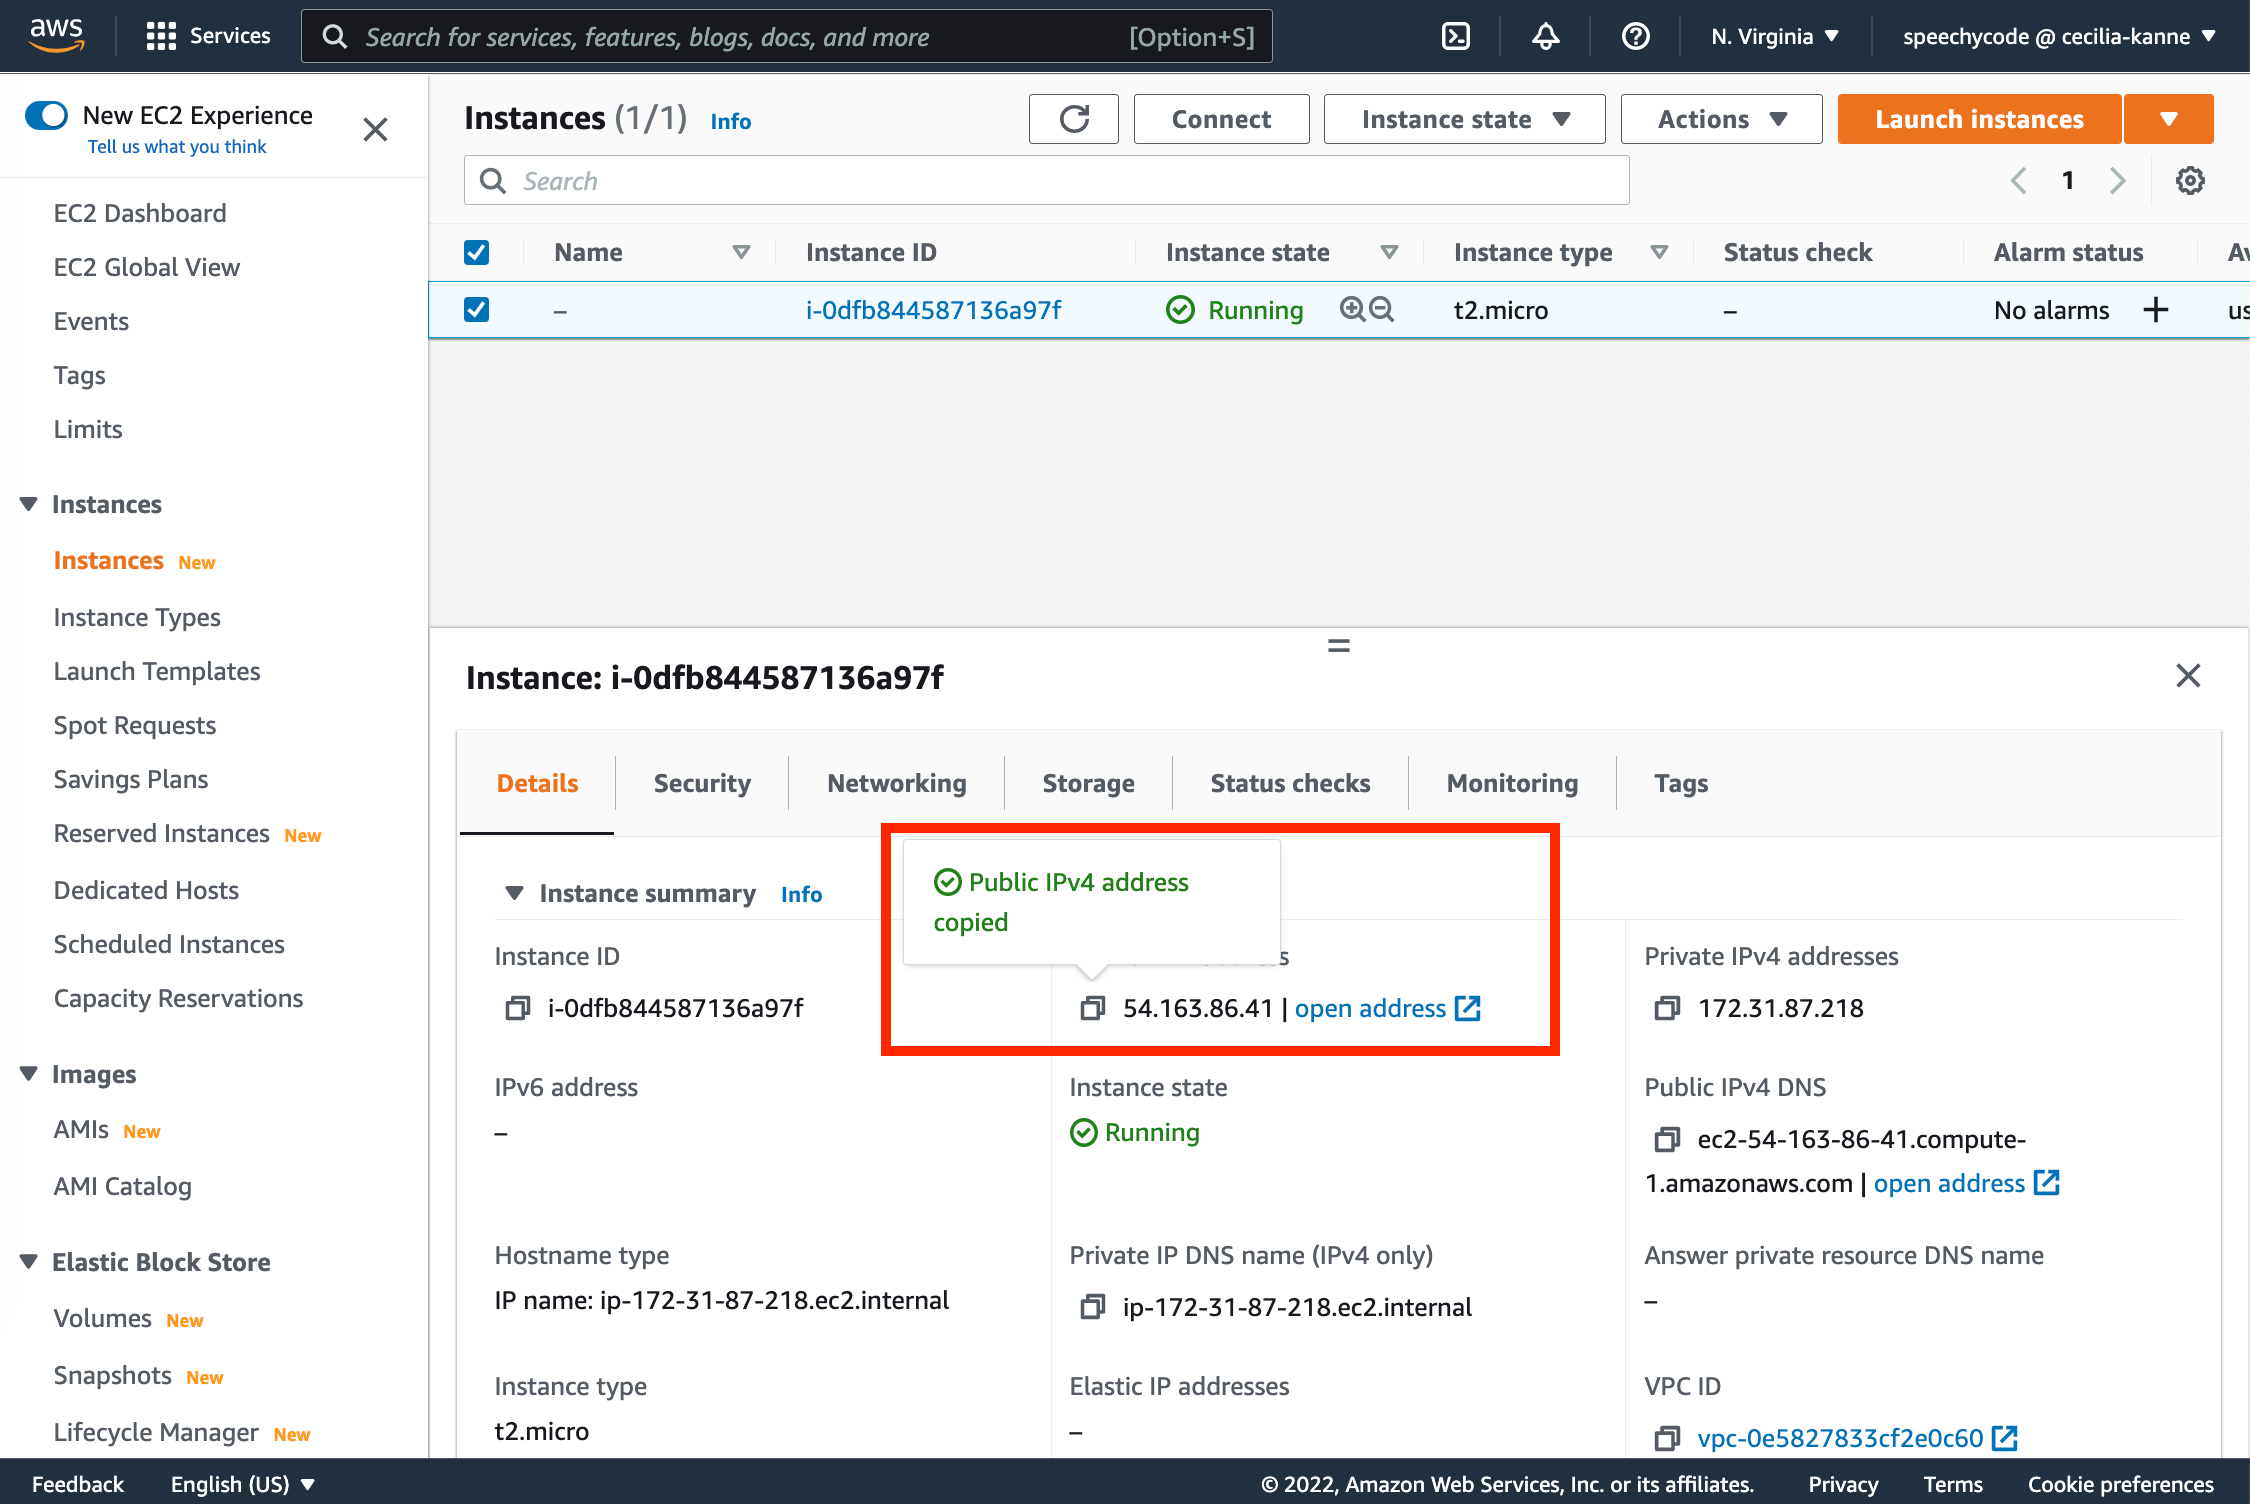 aws
Services
Search for services, features, blogs, docs, and more
[Option+S]
N. Virginia
speechycode @ cecilia-kanne
New EC2 Experience
Tell us what you think
EC2 Dashboard
EC2 Global View
Events
Tags
Limits
Instances
Instances New
Instance Types
Launch Templates
Spot Requests
Savings Plans
Reserved Instances New
Dedicated Hosts
Scheduled Instances
Capacity Reservations
Images
AMIs New
AMI Catalog
Elastic Block Store
Volumes New
Snapshots New
Lifecycle Manager New
Instances (1/1) Info
Connect
Instance state
Actions
Launch instances
Search
1
Name
Instance ID
Instance state
Instance type
Status check
Alarm status
Av
–
i-0dfb844587136a97f
Running
t2.micro
–
No alarms
us
Instance: i-0dfb844587136a97f
Details
Security
Networking
Storage
Status checks
Monitoring
Tags
Instance summary Info
Public IPv4 address
copied
Instance ID
i-0dfb844587136a97f
54.163.86.41 | open address
Private IPv4 addresses
172.31.87.218
IPv6 address
–
Instance state
Running
Public IPv4 DNS
ec2-54-163-86-41.compute-
1.amazonaws.com | open address
Hostname type
IP name: ip-172-31-87-218.ec2.internal
Private IP DNS name (IPv4 only)
ip-172-31-87-218.ec2.internal
Answer private resource DNS name
–
Instance type
t2.micro
Elastic IP addresses
–
VPC ID
vpc-0e5827833cf2e0c60
Feedback
English (US)
© 2022, Amazon Web Services, Inc. or its affiliates.
Privacy
Terms
Cookie preferences